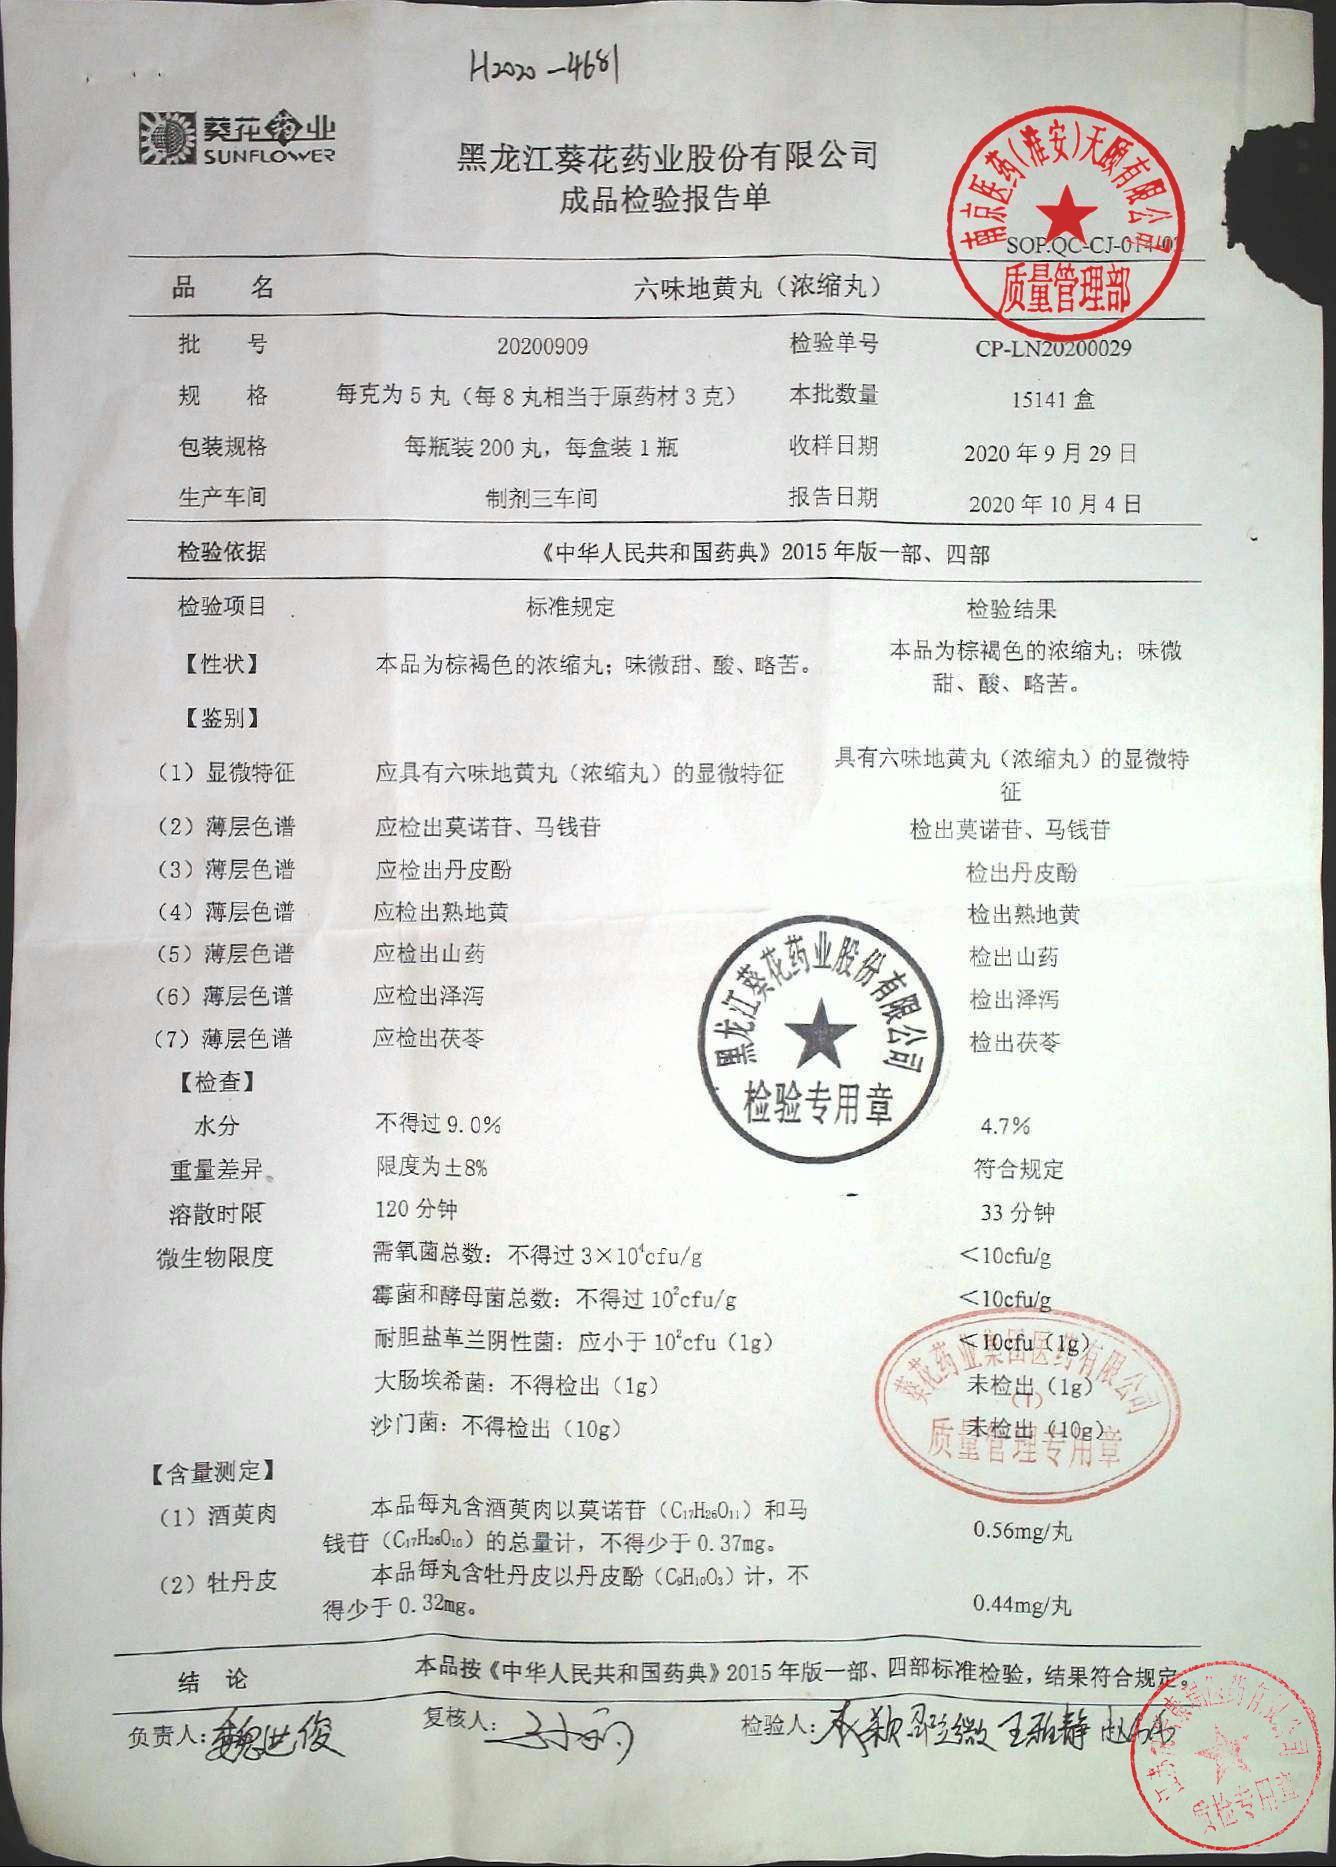 H2020-4681
葵花药业
SUNFLOWER
黑龙江葵花药业股份有限公司
成品检验报告单
南京医药(淮安)天颐有限公司
质量管理部
SOP.QC-CJ-014-02
品 名 六味地黄丸（浓缩丸）
批 号 20200909 检验单号 CP-LN20200029
规 格 每克为5丸（每8丸相当于原药材3克） 本批数量 15141盒
包装规格 每瓶装200丸，每盒装1瓶 收样日期 2020年9月29日
生产车间 制剂三车间 报告日期 2020年10月4日
检验依据 《中华人民共和国药典》2015年版一部、四部
检验项目 标准规定 检验结果
【性状】 本品为棕褐色的浓缩丸；味微甜、酸、略苦。 本品为棕褐色的浓缩丸；味微
甜、酸、略苦。
【鉴别】
（1）显微特征 应具有六味地黄丸（浓缩丸）的显微特征 具有六味地黄丸（浓缩丸）的显微特
征
（2）薄层色谱 应检出莫诺苷、马钱苷 检出莫诺苷、马钱苷
（3）薄层色谱 应检出丹皮酚 检出丹皮酚
（4）薄层色谱 应检出熟地黄 检出熟地黄
（5）薄层色谱 应检出山药 检出山药
（6）薄层色谱 应检出泽泻 检出泽泻
（7）薄层色谱 应检出茯苓 检出茯苓
黑龙江葵花药业股份有限公司
检验专用章
【检查】
水分 不得过9.0% 4.7%
重量差异 限度为±8% 符合规定
溶散时限 120分钟 33分钟
微生物限度 需氧菌总数：不得过3×10⁴cfu/g <10cfu/g
霉菌和酵母菌总数：不得过10²cfu/g <10cfu/g
耐胆盐革兰阴性菌：应小于10²cfu（1g） <10cfu（1g）
大肠埃希菌：不得检出（1g） 未检出（1g）
沙门菌：不得检出（10g） 未检出（10g）
葵花药业集团医药有限公司
（1）
质量管理专用章
【含量测定】
（1）酒萸肉 本品每丸含酒萸肉以莫诺苷（C₁₇H₂₆O₁₁）和马
钱苷（C₁₇H₂₆O₁₀）的总量计，不得少于0.37mg。 0.56mg/丸
（2）牡丹皮 本品每丸含牡丹皮以丹皮酚（C₉H₁₀O₃）计，不
得少于0.32mg。 0.44mg/丸
结 论 本品按《中华人民共和国药典》2015年版一部、四部标准检验，结果符合规定。
负责人：魏世俊 复核人： 检验人： 王雅静
质检专用章